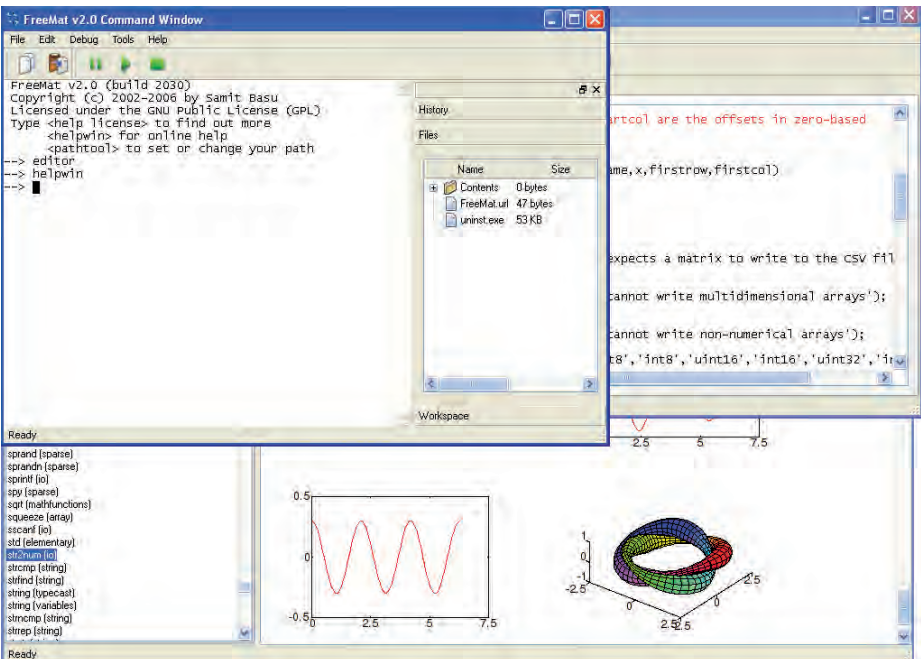 FreeMat v2.0 Command Window
File Edit Debug Tools Help
FreeMat v2.0 (build 2030)
Copyright (c) 2002-2006 by Samit Basu
Licensed under the GNU Public License (GPL)
Type <help license> to find out more
<helpwin> for online help
<pathtool> to set or change your path
--> editor
--> helpwin
-->
History
Files
Name Size
Contents 0 bytes
FreeMat.url 47 bytes
uninst.exe 53 KB
Workspace
Ready
artcol are the offsets in zero-based
ame,x,firstrow,firstcol)
expects a matrix to write to the CSV fil
cannot write multidimensional arrays');
cannot write non-numerical arrays');
t8','int8','uint16','int16','uint32','in
sprand (sparse)
sprandn (sparse)
sprintf (io)
spy (sparse)
sqrt (mathfunctions)
squeeze (array)
sscanf (io)
std (elementary)
str2num (io)
strcmp (string)
strfind (string)
string (typecast)
string (variables)
strncmp (string)
strrep (string)
Ready
2.5 5 7.5
0.5
0
-0.5
0 2.5 5 7.5
1
0
-1
-2.5
0
2.5
2.5
0
2.5